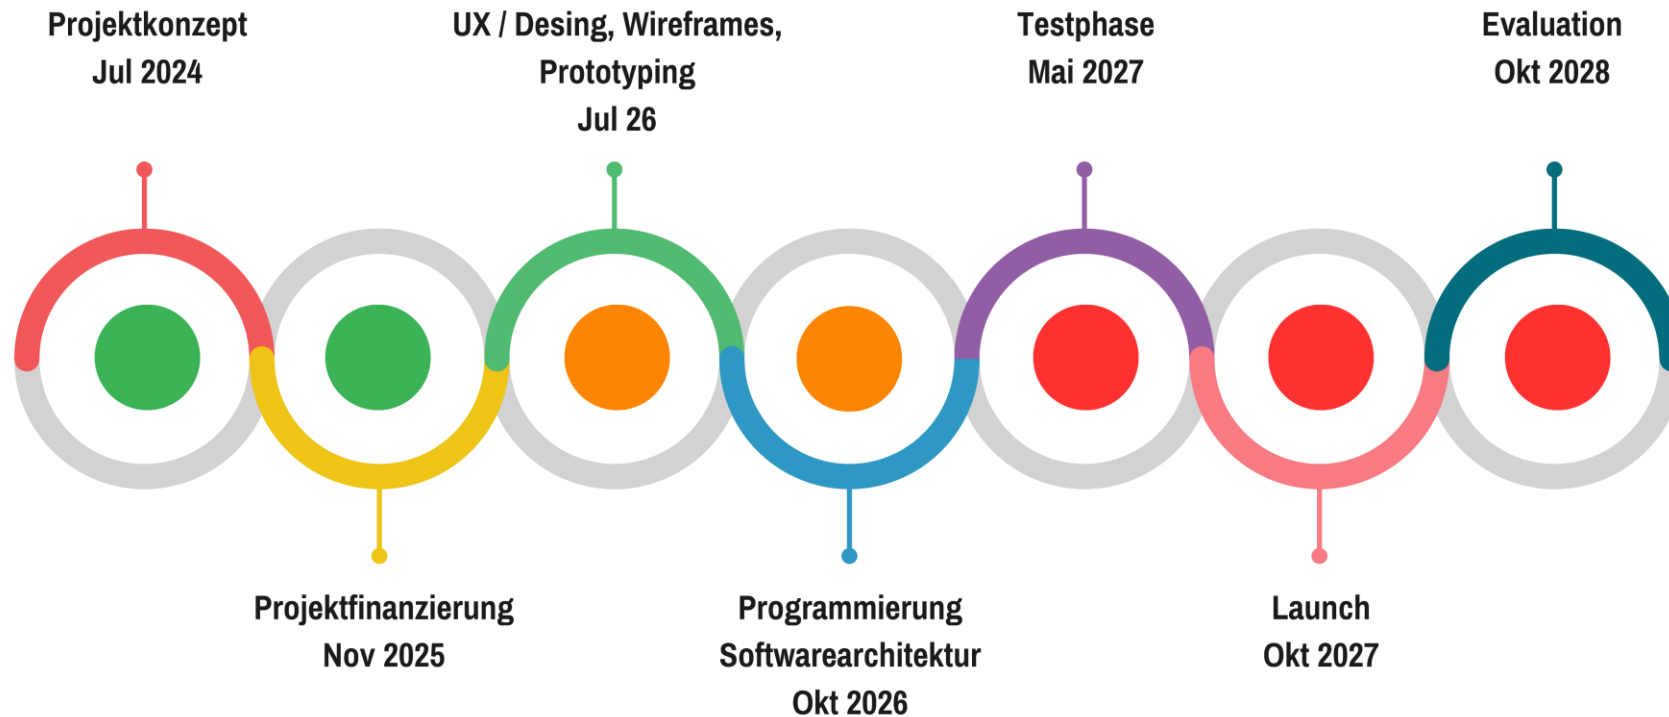 Projektkonzept
Jul 2024
UX / Desing, Wireframes,
Prototyping
Jul 26
Testphase
Mai 2027
Evaluation
Okt 2028
Projektfinanzierung
Nov 2025
Programmierung
Softwarearchitektur
Okt 2026
Launch
Okt 2027